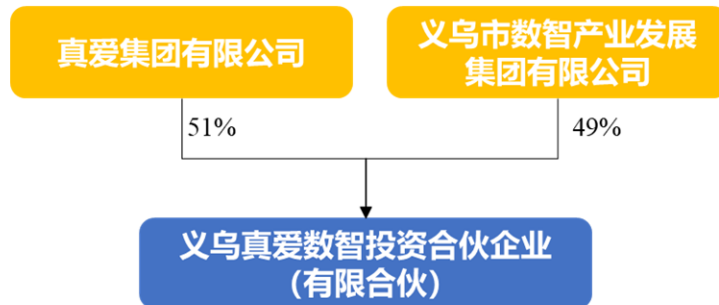 真爱集团有限公司
义乌市数智产业发展
集团有限公司
51%
49%
义乌真爱数智投资合伙企业
（有限合伙）